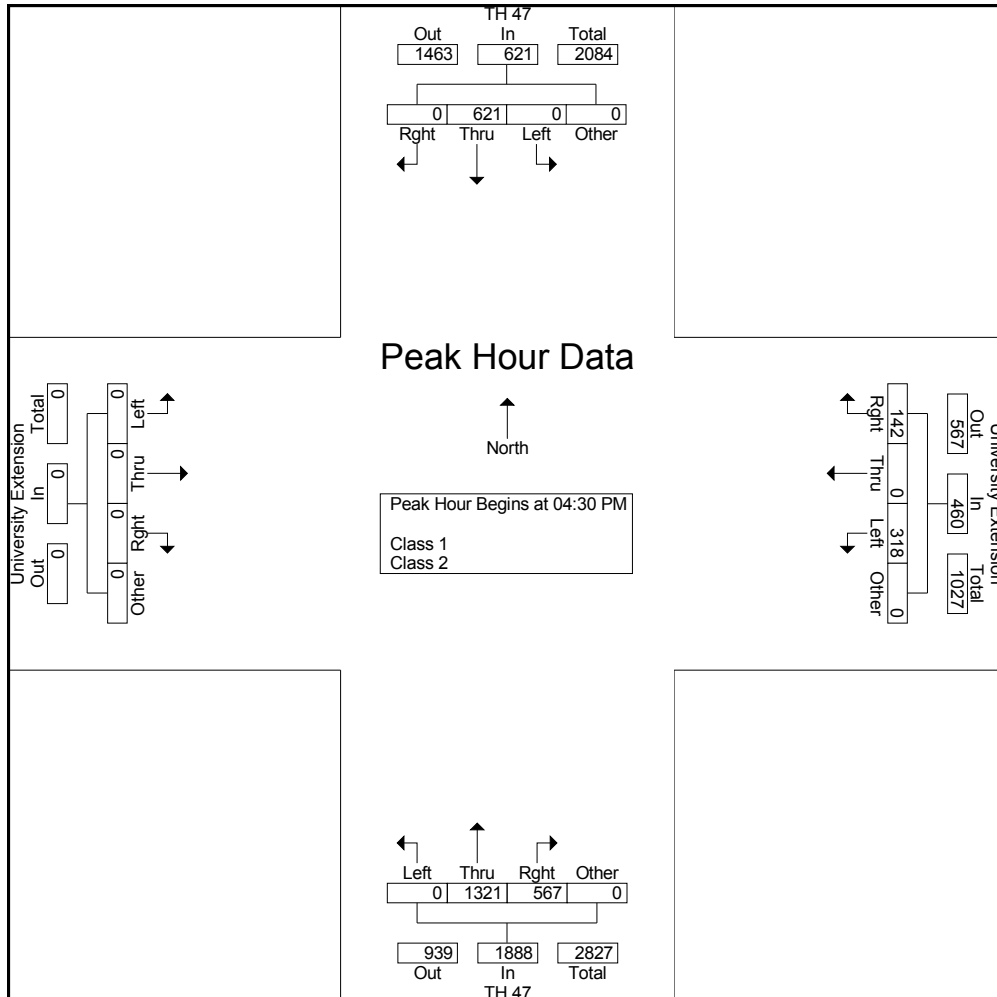 TH 47
Out In Total
1463 621 2084
0 621 0 0
Rght Thru Left Other
Peak Hour Data
North
Peak Hour Begins at 04:30 PM
Class 1
Class 2
University Extension
Total In Out
0 0 0
0 0 0 0
Left Thru Rght Other
University Extension
Out In Total
567 460 1027
142 0 318 0
Rght Thru Left Other
Left Thru Rght Other
0 1321 567 0
939 1888 2827
Out In Total
TH 47